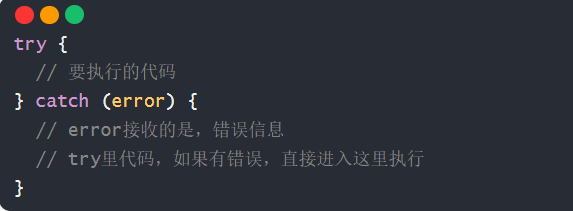 try {
  // 要执行的代码
} catch (error) {
  // error接收的是，错误信息
  // try里代码，如果有错误，直接进入这里执行
}